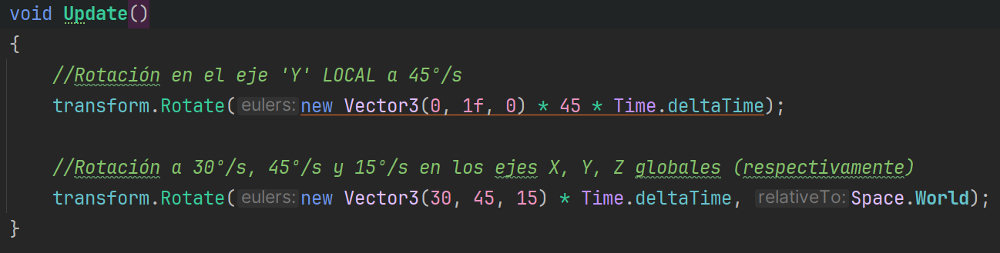 void Update()
{
//Rotación en el eje 'Y' LOCAL a 45°/s
transform.Rotate(eulers:new Vector3(0, 1f, 0) * 45 * Time.deltaTime);
//Rotación a 30°/s, 45°/s y 15°/s en los ejes X, Y, Z globales (respectivamente)
transform.Rotate(eulers:new Vector3(30, 45, 15) * Time.deltaTime, relativeTo:Space.World);
}